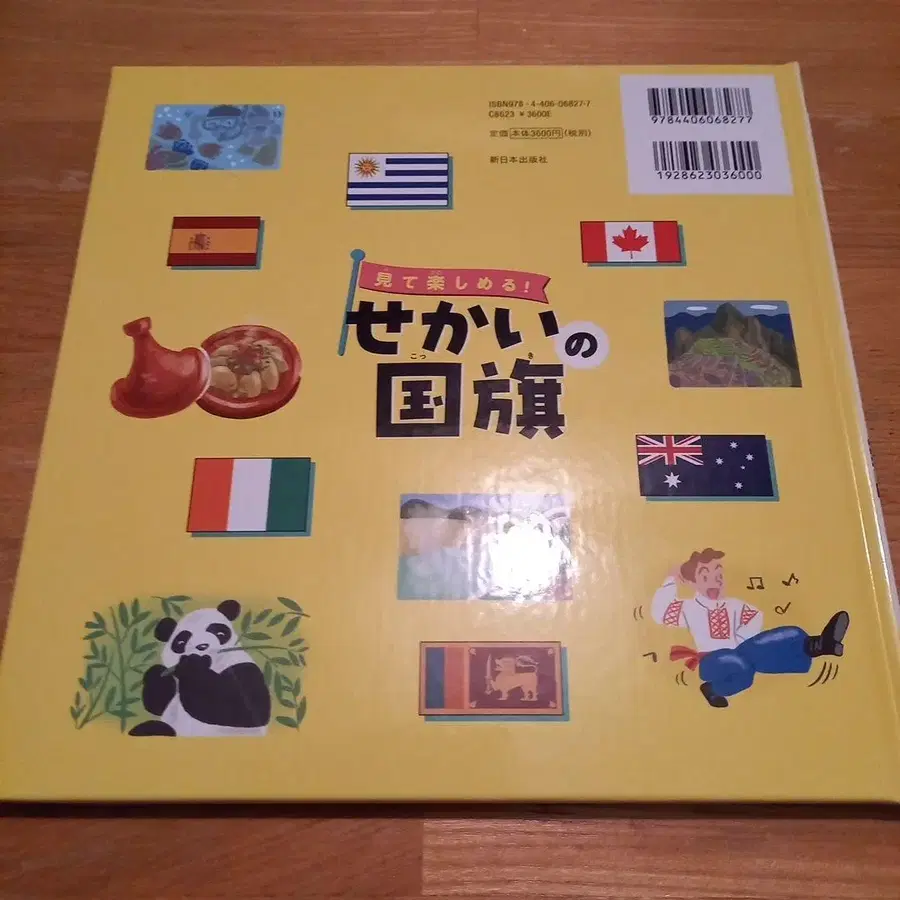 ISBN978-4-406-06827-7
C8623 ¥3600E
定価 本体3600円(税別)
新日本出版社
9784406068277
1928623036000
見て楽しめる!
せかいの
こっ き
国旗